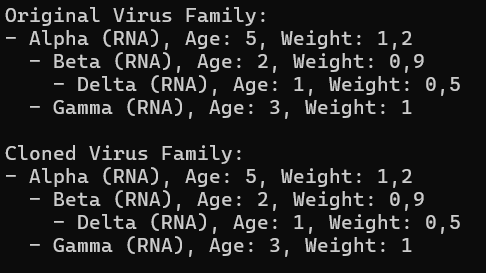 Original Virus Family:
- Alpha (RNA), Age: 5, Weight: 1,2
- Beta (RNA), Age: 2, Weight: 0,9
- Delta (RNA), Age: 1, Weight: 0,5
- Gamma (RNA), Age: 3, Weight: 1
Cloned Virus Family:
- Alpha (RNA), Age: 5, Weight: 1,2
- Beta (RNA), Age: 2, Weight: 0,9
- Delta (RNA), Age: 1, Weight: 0,5
- Gamma (RNA), Age: 3, Weight: 1